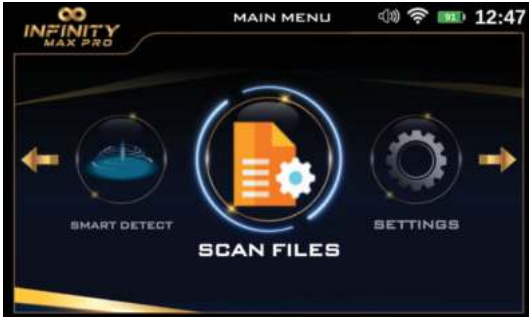 INFINITY
MAX PRO
MAIN MENU
91
12:47
SMART DETECT
SCAN FILES
SETTINGS